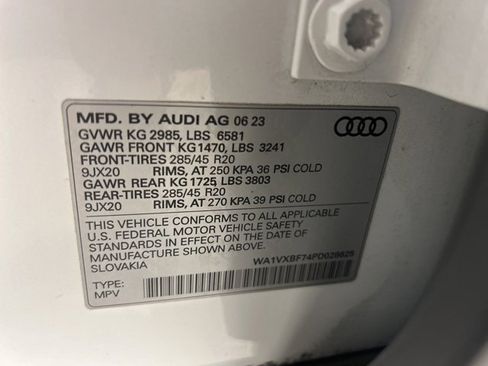 MFD. BY AUDI AG 06 23
GVWR KG 2985, LBS 6581
GAWR FRONT KG1470, LBS 3241
FRONT-TIRES 285/45 R20
9JX20 RIMS, AT 250 KPA 36 PSI COLD
GAWR REAR KG 1725, LBS 3803
REAR-TIRES 285/45 R20
9JX20 RIMS, AT 270 KPA 39 PSI COLD
THIS VEHICLE CONFORMS TO ALL APPLICABLE
U.S. FEDERAL MOTOR VEHICLE SAFETY
STANDARDS IN EFFECT ON THE DATE OF
MANUFACTURE SHOWN ABOVE.
SLOVAKIA WA1VXBF74PD028625
TYPE:
MPV